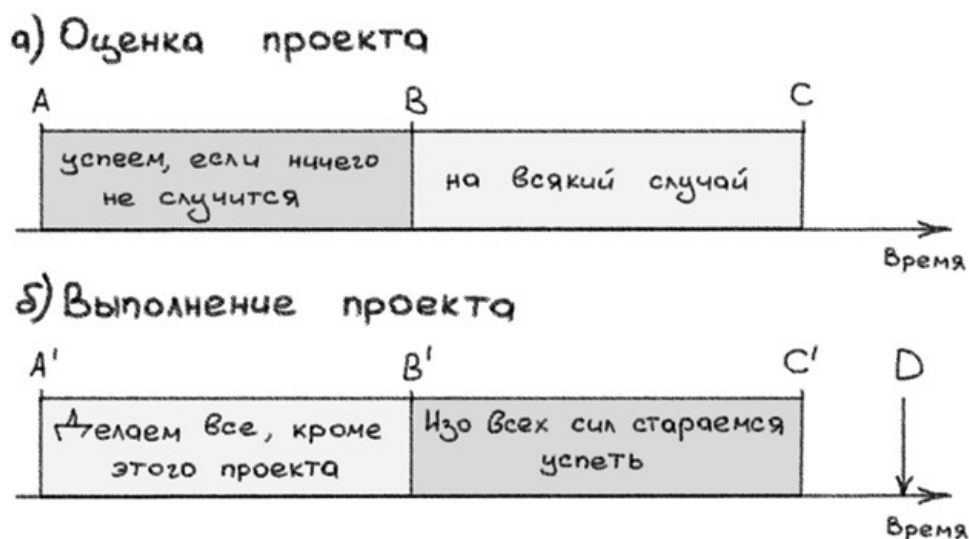 а) Оценка проекта
A B C
успеем, если ничего
не случится
на всякий случай
Время
б) Выполнение проекта
A' B' C' D
Делаем все, кроме
этого проекта
Изо всех сил стараемся
успеть
Время